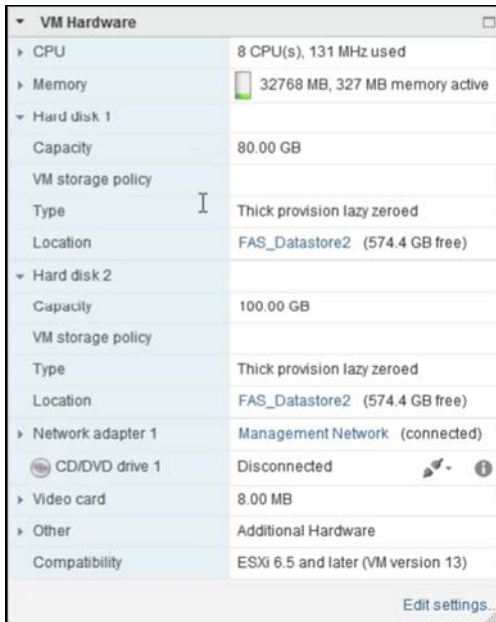 VM Hardware
CPU 8 CPU(s), 131 MHz used
Memory 32768 MB, 327 MB memory active
Hard disk 1
Capacity 80.00 GB
VM storage policy
Type Thick provision lazy zeroed
Location FAS_Datastore2 (574.4 GB free)
Hard disk 2
Capacity 100.00 GB
VM storage policy
Type Thick provision lazy zeroed
Location FAS_Datastore2 (574.4 GB free)
Network adapter 1 Management Network (connected)
CD/DVD drive 1 Disconnected
Video card 8.00 MB
Other Additional Hardware
Compatibility ESXi 6.5 and later (VM version 13)
Edit settings...